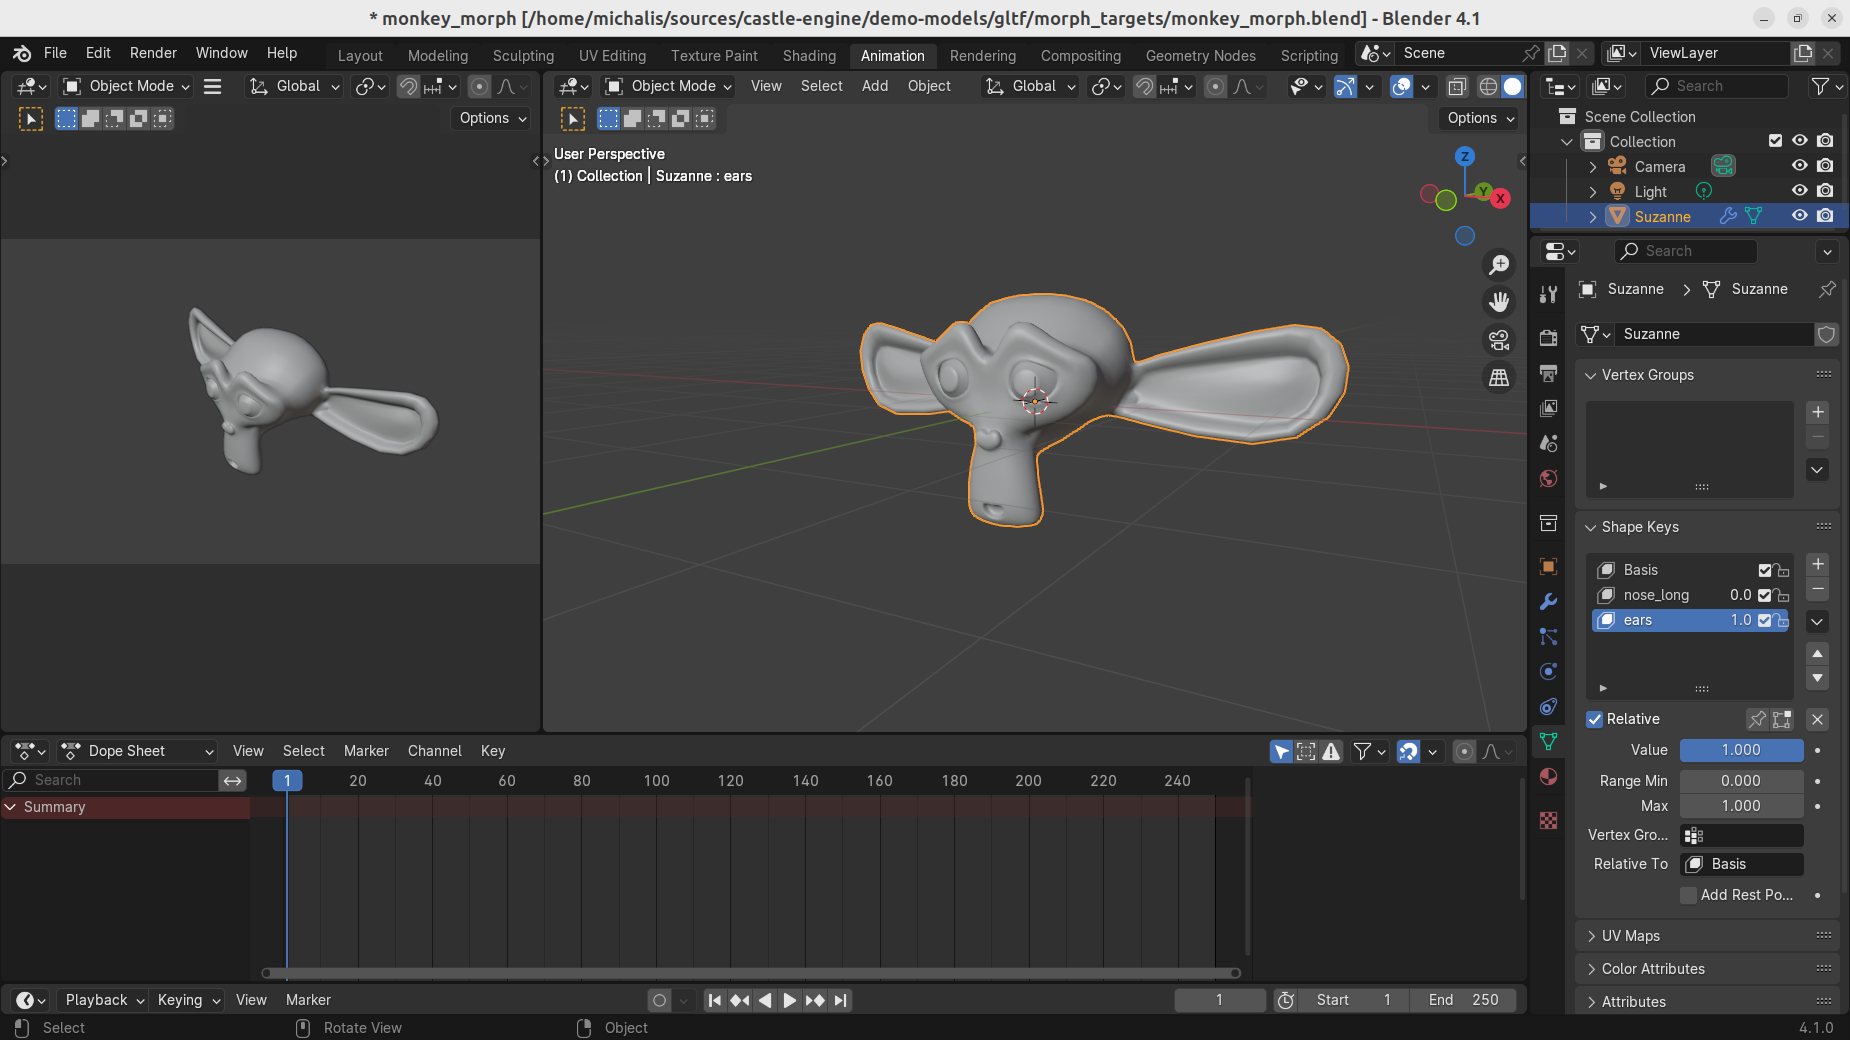 * monkey_morph [/home/michalis/sources/castle-engine/demo-models/gltf/morph_targets/monkey_morph.blend] - Blender 4.1
File Edit Render Window Help Layout Modeling Sculpting UV Editing Texture Paint Shading Animation Rendering Compositing Geometry Nodes Scripting Scene ViewLayer
Object Mode Global Object Mode View Select Add Object Global Search
Options Options
User Perspective
(1) Collection | Suzanne : ears
Z
Y
X
Scene Collection
Collection
Camera
Light
Suzanne
Search
Suzanne > Suzanne
Suzanne
Vertex Groups
Shape Keys
Basis
nose_long 0.0
ears 1.0
Relative
Value 1.000
Range Min 0.000
Max 1.000
Vertex Gro...
Relative To Basis
Add Rest Po...
UV Maps
Color Attributes
Attributes
Dope Sheet View Select Marker Channel Key
Search 1 20 40 60 80 100 120 140 160 180 200 220 240
Summary
Playback Keying View Marker 1 Start 1 End 250
Select Rotate View Object 4.1.0